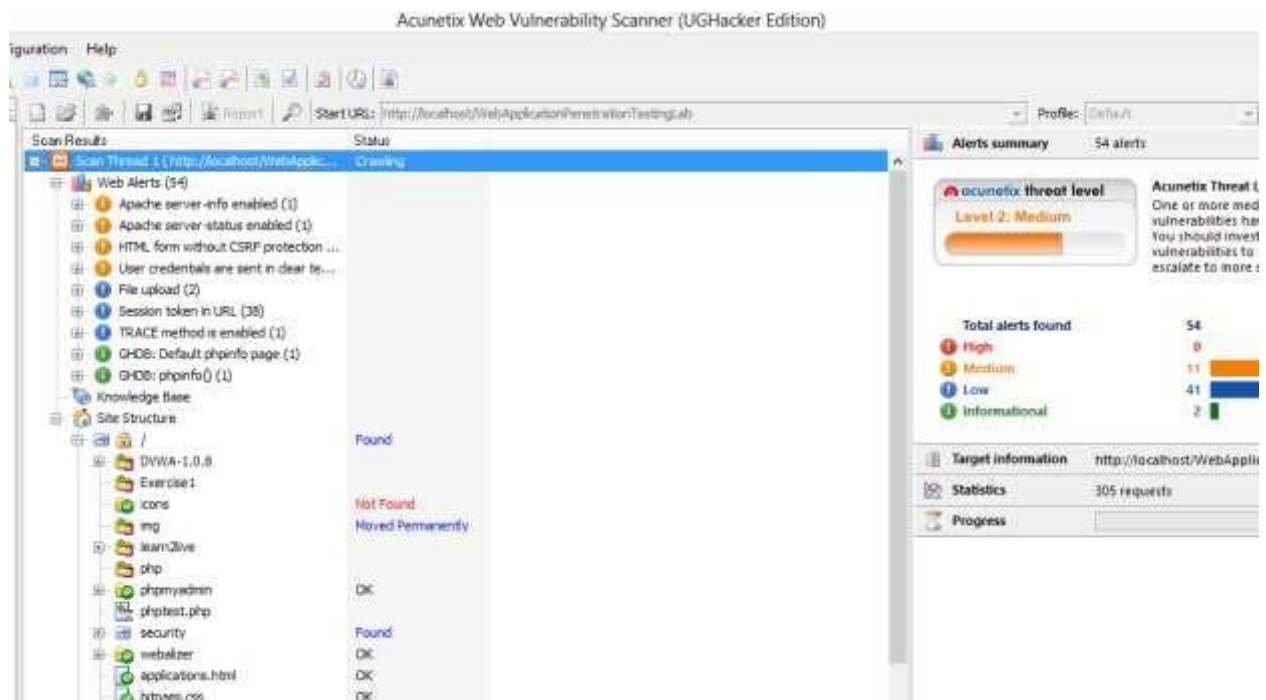 Acunetix Web Vulnerability Scanner (UGHacker Edition)
iguration Help
Report Start URL: http://localhost/WebApplicationPenetrationTestingLab Profile: Default
Scan Results Status
Scan Thread 1 ( http://localhost/WebApplic... Crawling
Web Alerts (54)
Apache server-info enabled (1)
Apache server-status enabled (1)
HTML form without CSRF protection ...
User credentials are sent in clear te...
File upload (2)
Session token in URL (38)
TRACE method is enabled (1)
GHDB: Default phpinfo page (1)
GHDB: phpinfo() (1)
Knowledge Base
Site Structure
/ Found
DVWA-1.0.8
Exercise1
icons Not Found
img Moved Permanently
learn2live
php
phpmyadmin OK
phptest.php
security Found
webalizer OK
applications.html OK
bitnami.css OK
Alerts summary 54 alerts
acunetix threat level
Level 2: Medium
Acunetix Threat L
One or more med
vulnerabilities hav
You should invest
vulnerabilities to
escalate to more s
Total alerts found 54
High 0
Medium 11
Low 41
Informational 2
Target information http://localhost/WebAppli
Statistics 305 requests
Progress